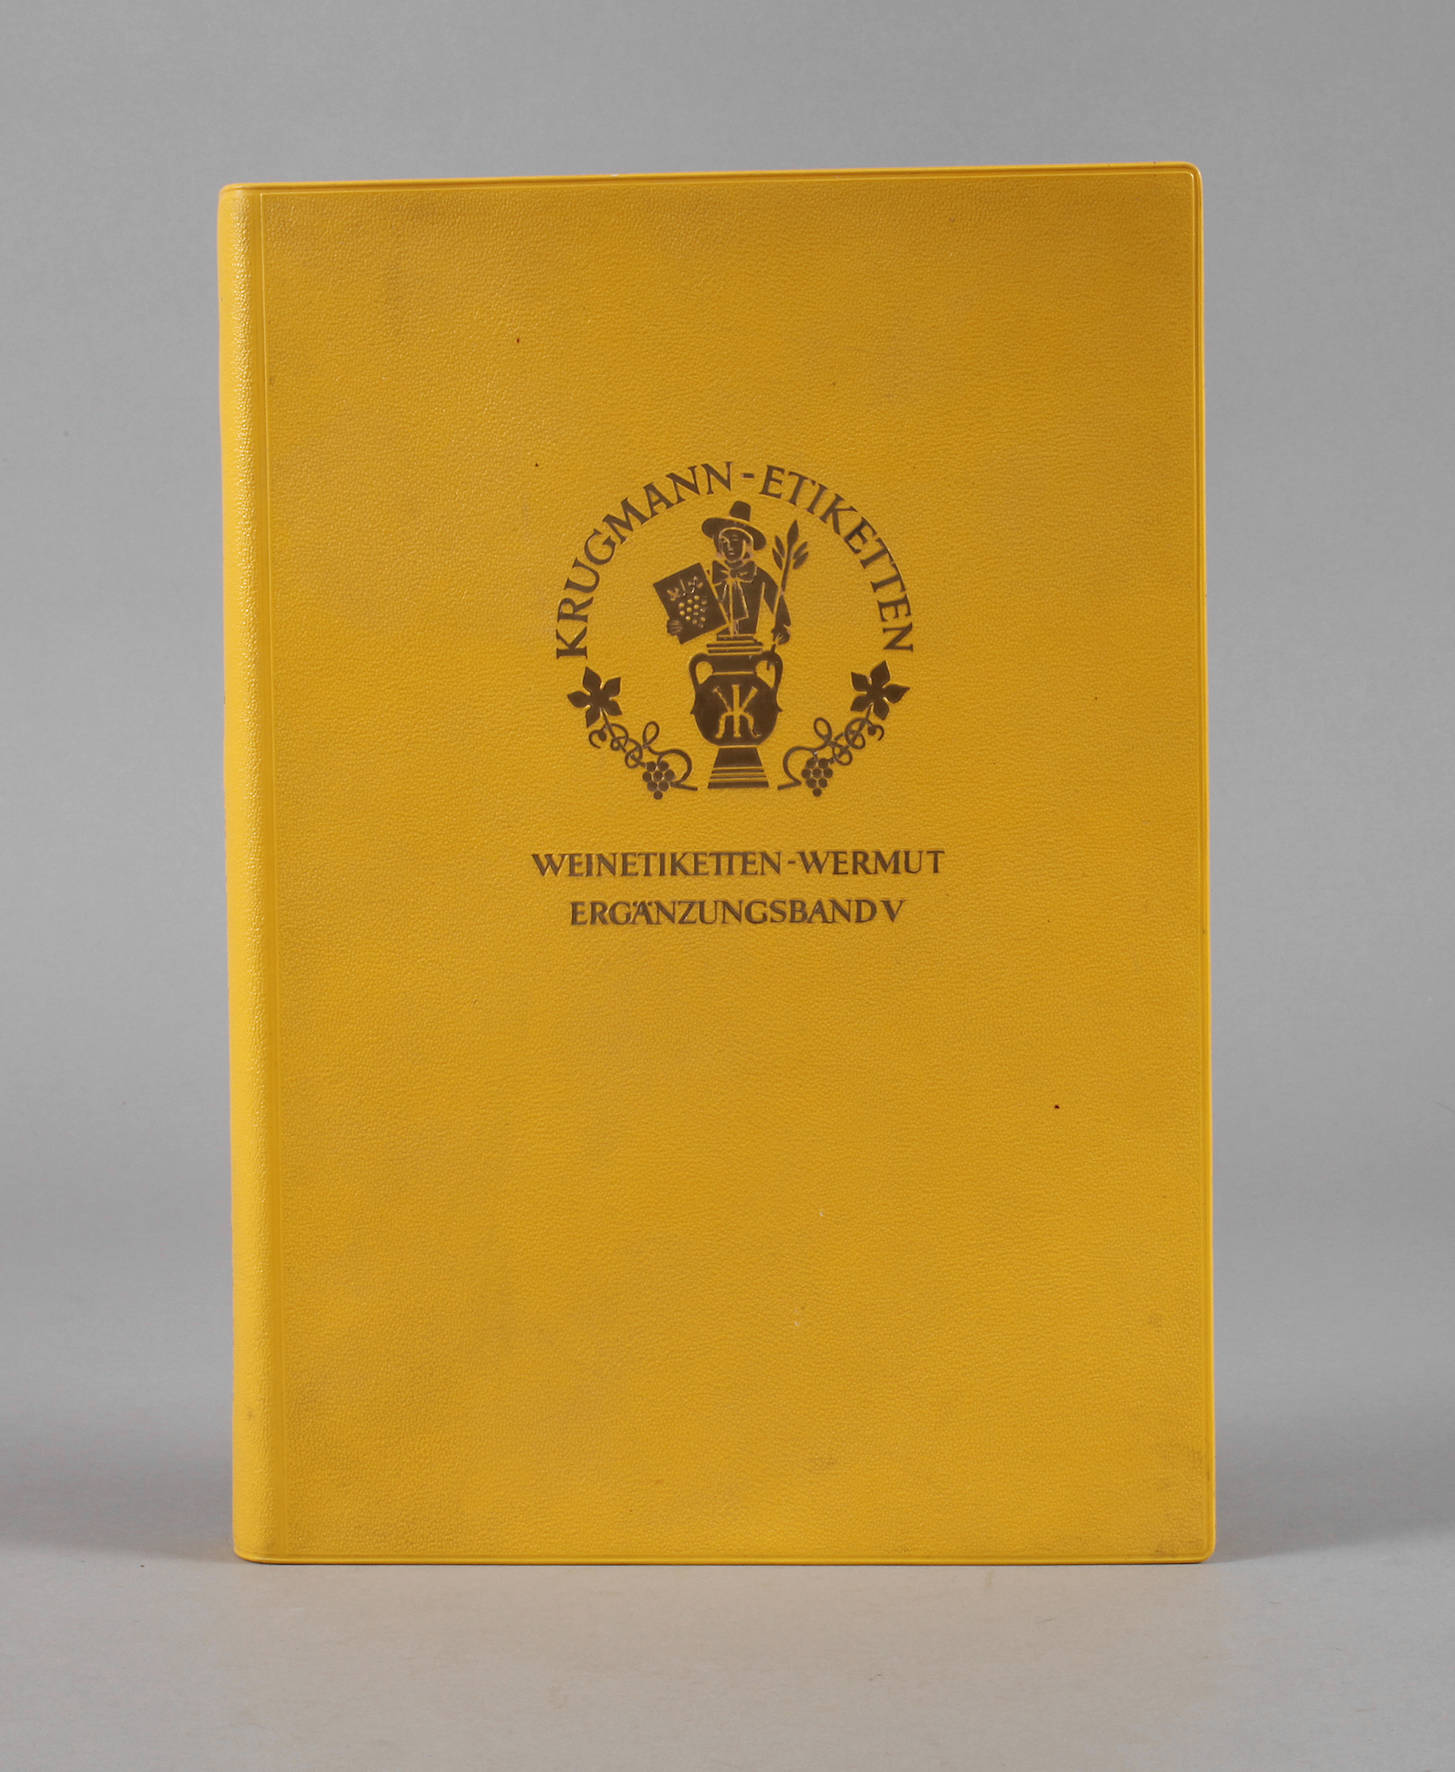 KRUGMANN-ETIKETTEN
K
WEINETIKETTEN-WERMUT
ERGÄNZUNGSBAND V